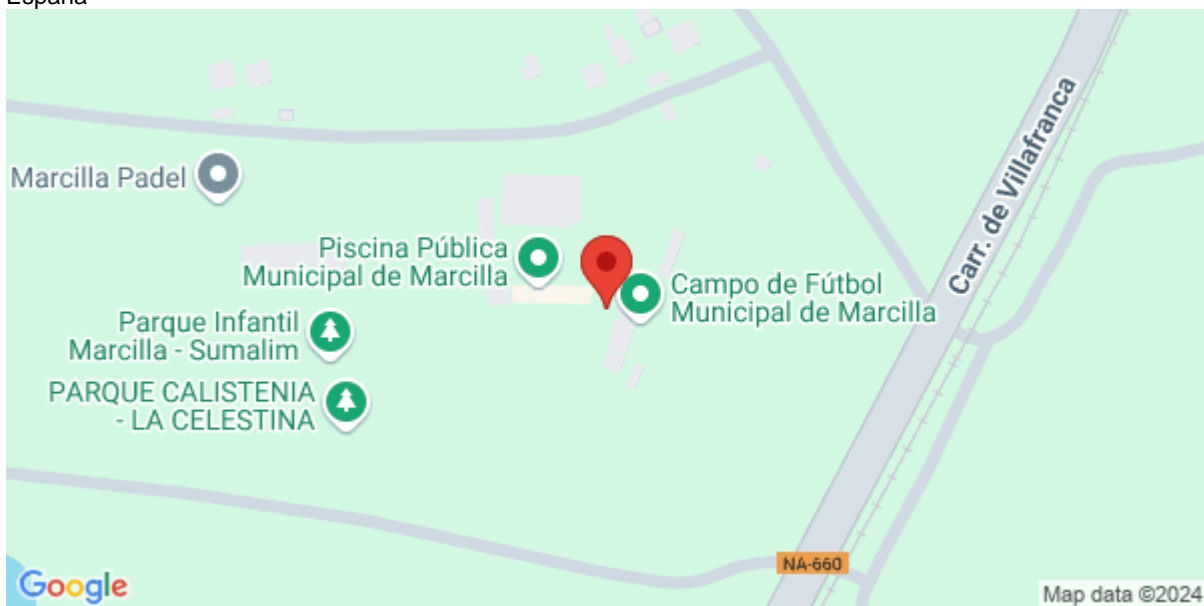 España
Carr. de Villafranca
Marcilla Padel
Piscina Pública
Municipal de Marcilla
Campo de Fútbol
Municipal de Marcilla
Parque Infantil
Marcilla - Sumalim
PARQUE CALISTENIA
- LA CELESTINA
NA-660
Google
Map data ©2024